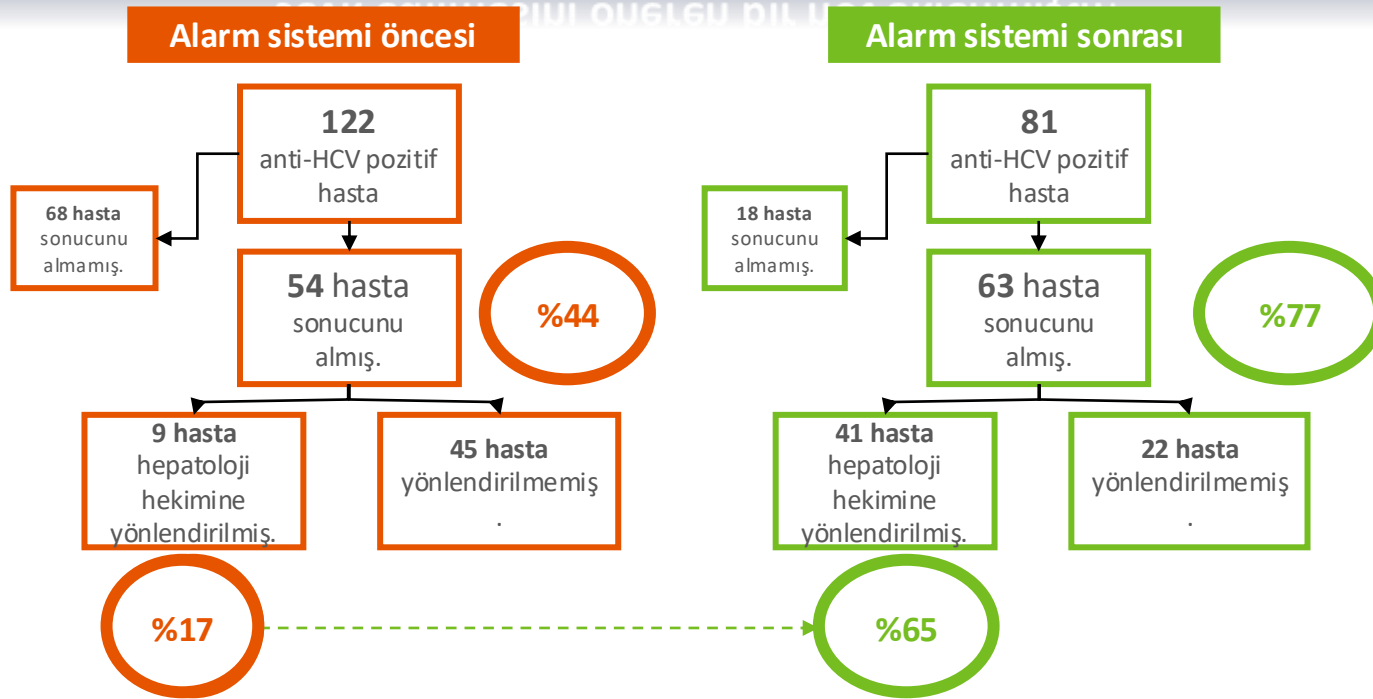 Alarm sistemi öncesi
122
anti-HCV pozitif
hasta
68 hasta
sonucunu
almamış.
54 hasta
sonucunu
almış.
%44
9 hasta
hepatoloji
hekimine
yönlendirilmiş.
45 hasta
yönlendirilmemiş
.
%17
Alarm sistemi sonrası
81
anti-HCV pozitif
hasta
18 hasta
sonucunu
almamış.
63 hasta
sonucunu
almış.
%77
41 hasta
hepatoloji
hekimine
yönlendirilmiş.
22 hasta
yönlendirilmemiş
.
%65